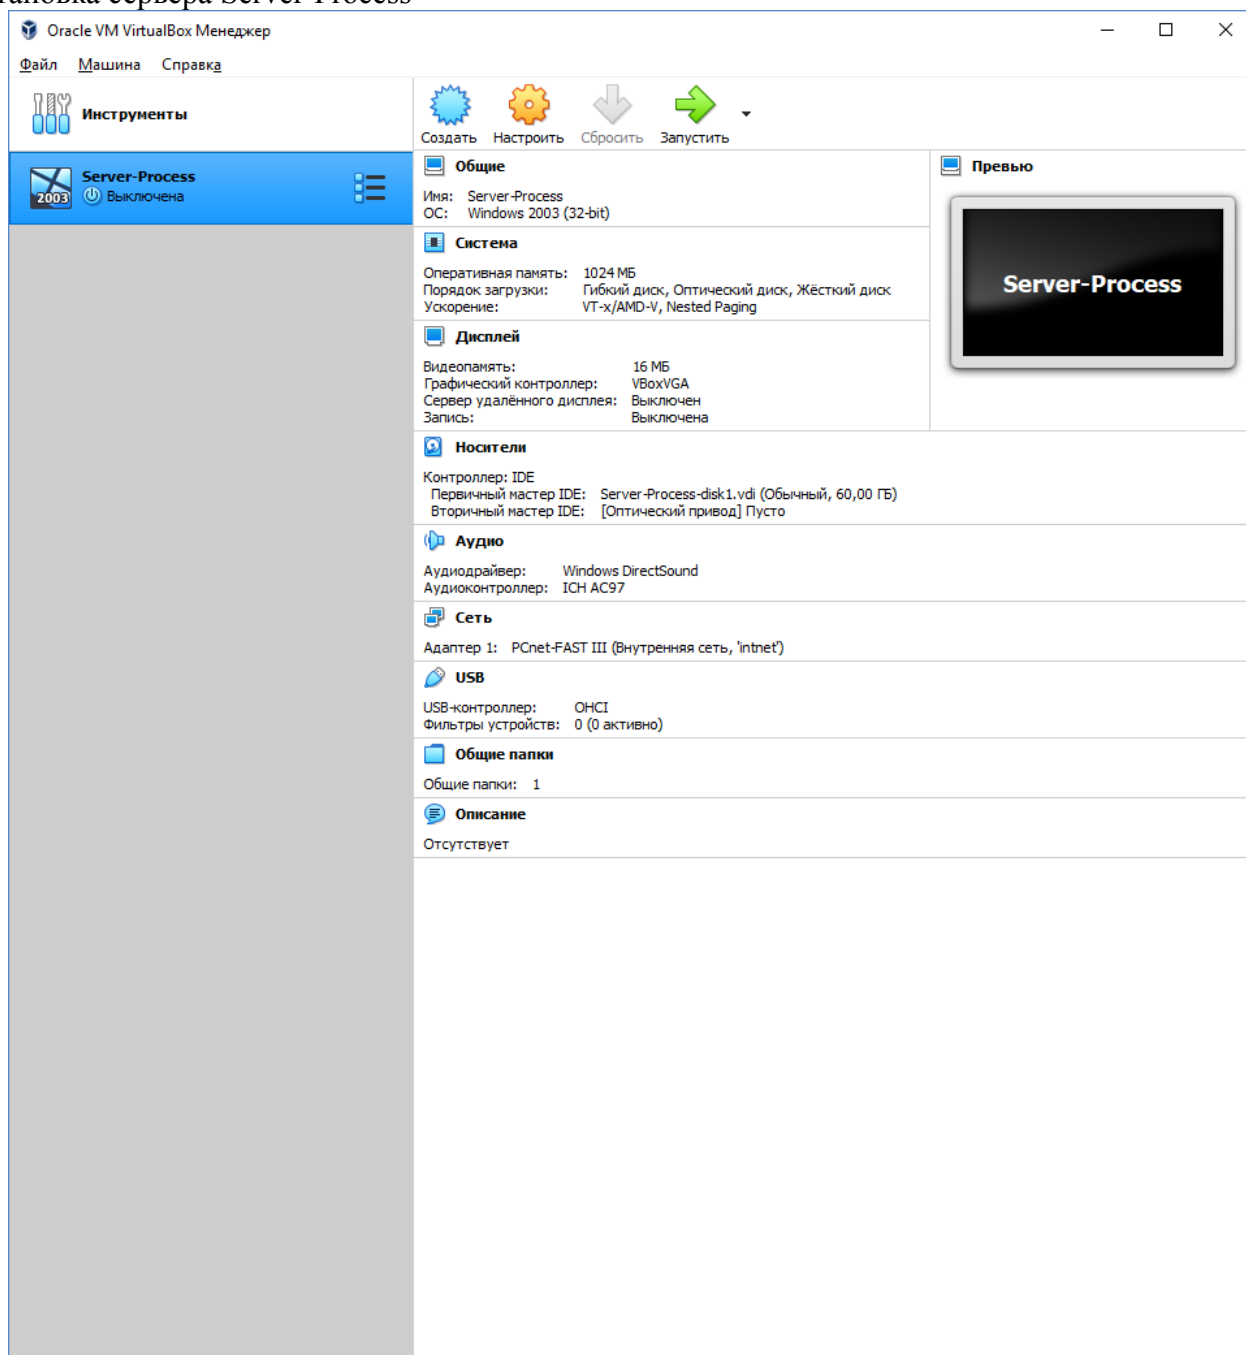 сервера Server-Process
Oracle VM VirtualBox Менеджер
Файл Машина Справка
Инструменты
Создать Настроить Сбросить Запустить
Server-Process
2003 Выключена
Общие
Имя: Server-Process
ОС: Windows 2003 (32-bit)
Превью
Server-Process
Система
Оперативная память: 1024 МБ
Порядок загрузки: Гибкий диск, Оптический диск, Жёсткий диск
Ускорение: VT-x/AMD-V, Nested Paging
Дисплей
Видеопамять: 16 МБ
Графический контроллер: VBoxVGA
Сервер удалённого дисплея: Выключен
Запись: Выключена
Носители
Контроллер: IDE
Первичный мастер IDE: Server-Process-disk1.vdi (Обычный, 60,00 ГБ)
Вторичный мастер IDE: [Оптический привод] Пусто
Аудио
Аудиодрайвер: Windows DirectSound
Аудиоконтроллер: ICH AC97
Сеть
Адаптер 1: PCnet-FAST III (Внутренняя сеть, 'intnet')
USB
USB-контроллер: OHCI
Фильтры устройств: 0 (0 активно)
Общие папки
Общие папки: 1
Описание
Отсутствует